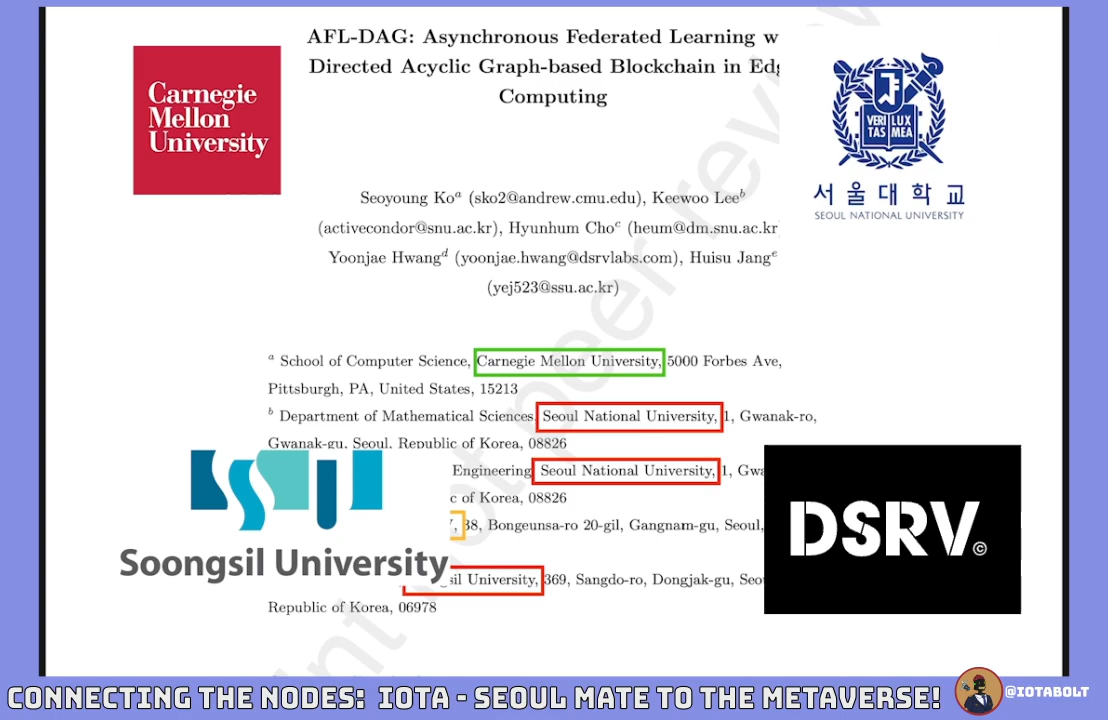 AFL-DAG: Asynchronous Federated Learning w
Directed Acyclic Graph-based Blockchain in Edg
Computing
Carnegie
Mellon
University
VERI LUX
TAS MEA
서울대학교
SEOUL NATIONAL UNIVERSITY
Seoyoung Ko^a (sko2@andrew.cmu.edu), Keewoo Lee^b
(activecondor@snu.ac.kr), Hyunhum Cho^c (heum@dm.snu.ac.kr
Yoonjae Hwang^d (yoonjae.hwang@dsrvlabs.com), Huisu Jang^e
(yej523@ssu.ac.kr)
^a School of Computer Science, Carnegie Mellon University, 5000 Forbes Ave,
Pittsburgh, PA, United States, 15213
^b Department of Mathematical Sciences, Seoul National University, 1, Gwanak-ro,
Gwanak-gu, Seoul, Republic of Korea, 08826
Engineering, Seoul National University, 1, Gwa
c of Korea, 08826
38, Bongeunsa-ro 20-gil, Gangnam-gu, Seoul,
sil University, 369, Sangdo-ro, Dongjak-gu, Seo
Republic of Korea, 06978
Soongsil University
DSRV©
not peer review
CONNECTING THE NODES: IOTA - SEOUL MATE TO THE METAVERSE!
@IOTABOLT